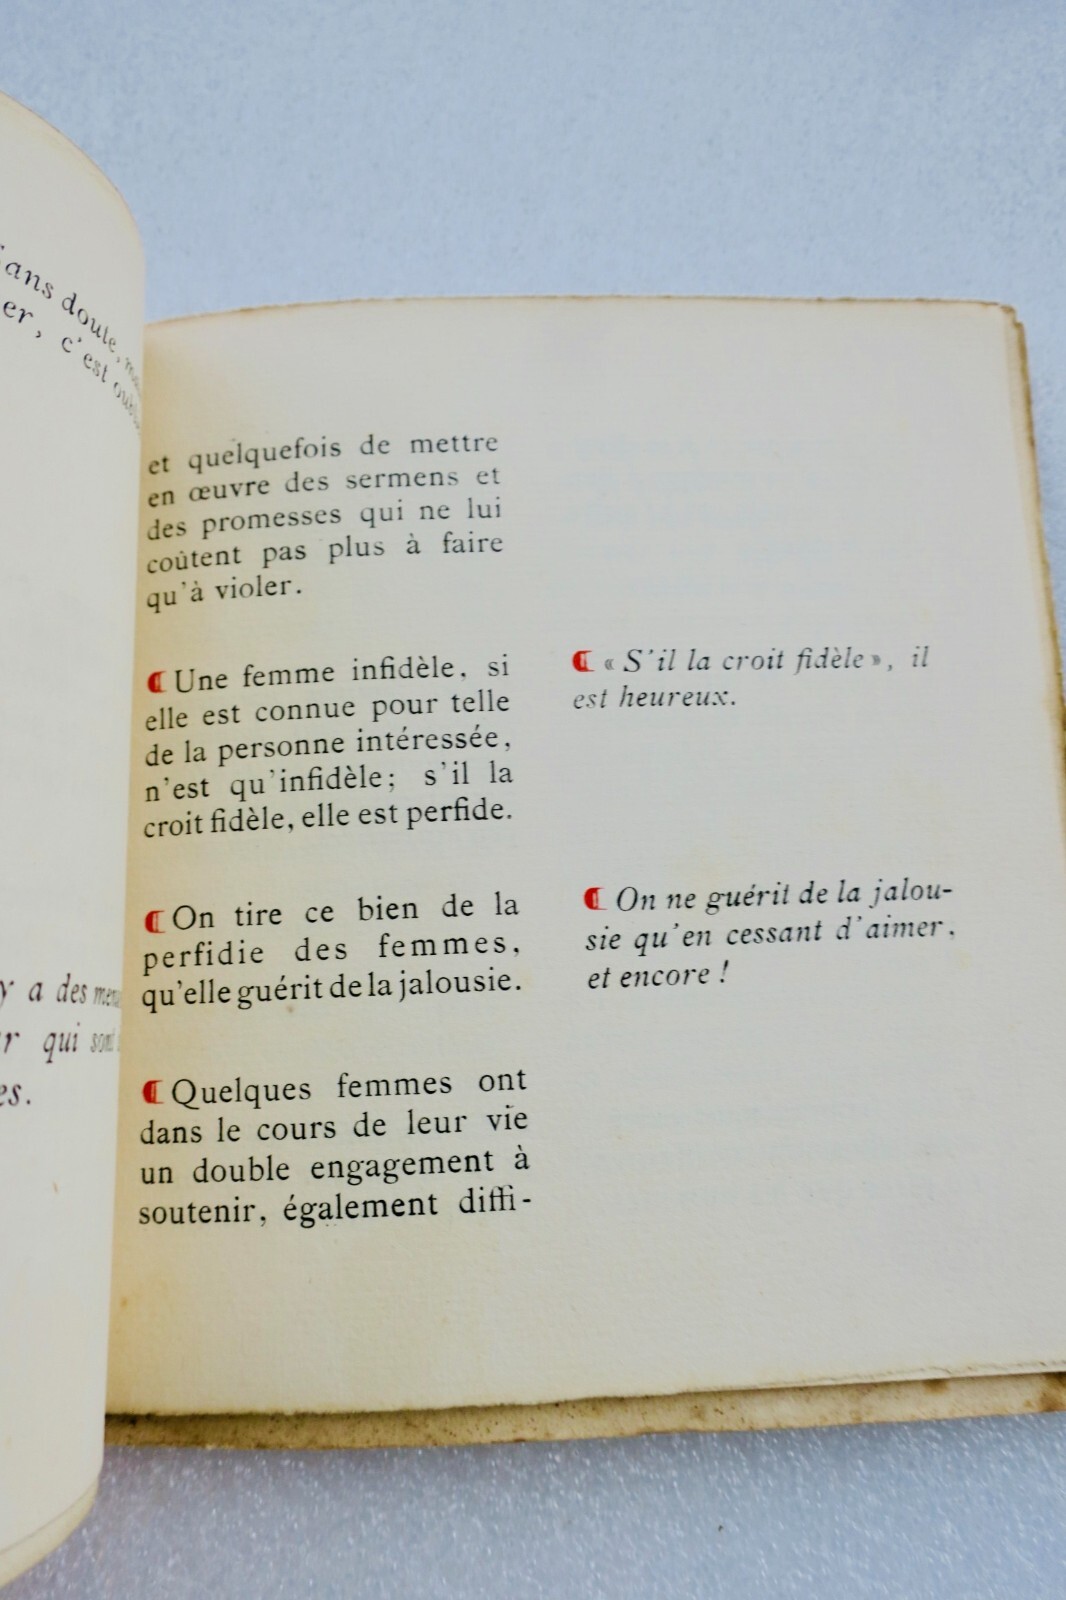 ans doute,
er, c'est
y a des
r qui
es.
et quelquefois de mettre
en œuvre des sermens et
des promesses qui ne lui
coûtent pas plus à faire
qu'à violer.
Une femme infidèle, si
elle est connue pour telle
de la personne intéressée,
n'est qu'infidèle; s'il la
croit fidèle, elle est perfide.
On tire ce bien de la
perfidie des femmes,
qu'elle guérit de la jalousie.
Quelques femmes ont
dans le cours de leur vie
un double engagement à
soutenir, également diffi-
« S'il la croit fidèle », il
est heureux.
On ne guérit de la jalou-
sie qu'en cessant d'aimer,
et encore !